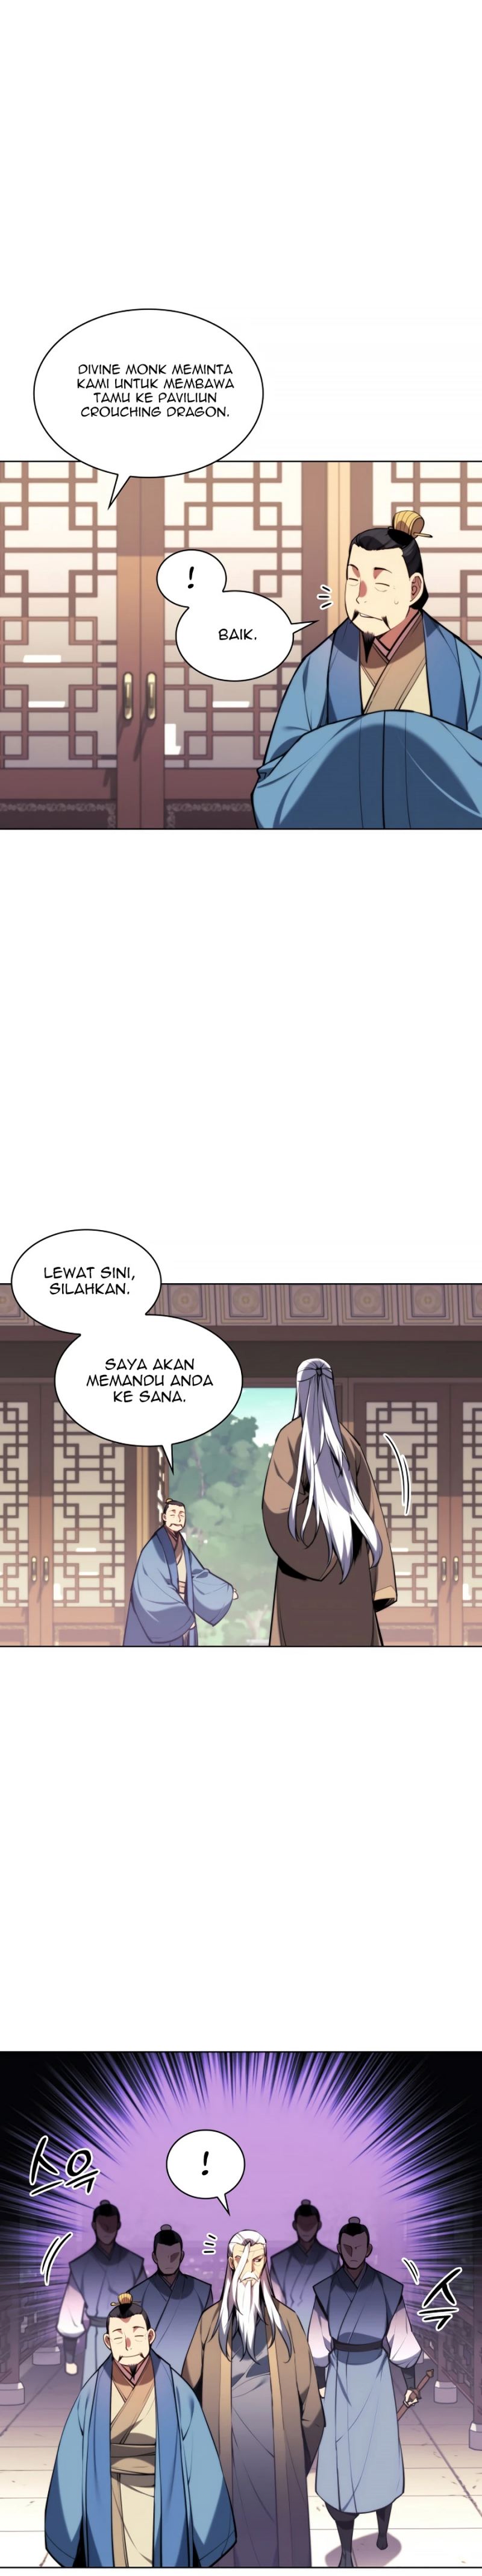 DIVINE MONK MEMINTA
KAMI UNTUK MEMBAWA
TAMU KE PAVILIUN
CROUCHING DRAGON.
!
BAIK.
LEWAT SINI,
SILAHKAN.
SAYA AKAN
MEMANDU ANDA
KE SANA.
스윽
!
스